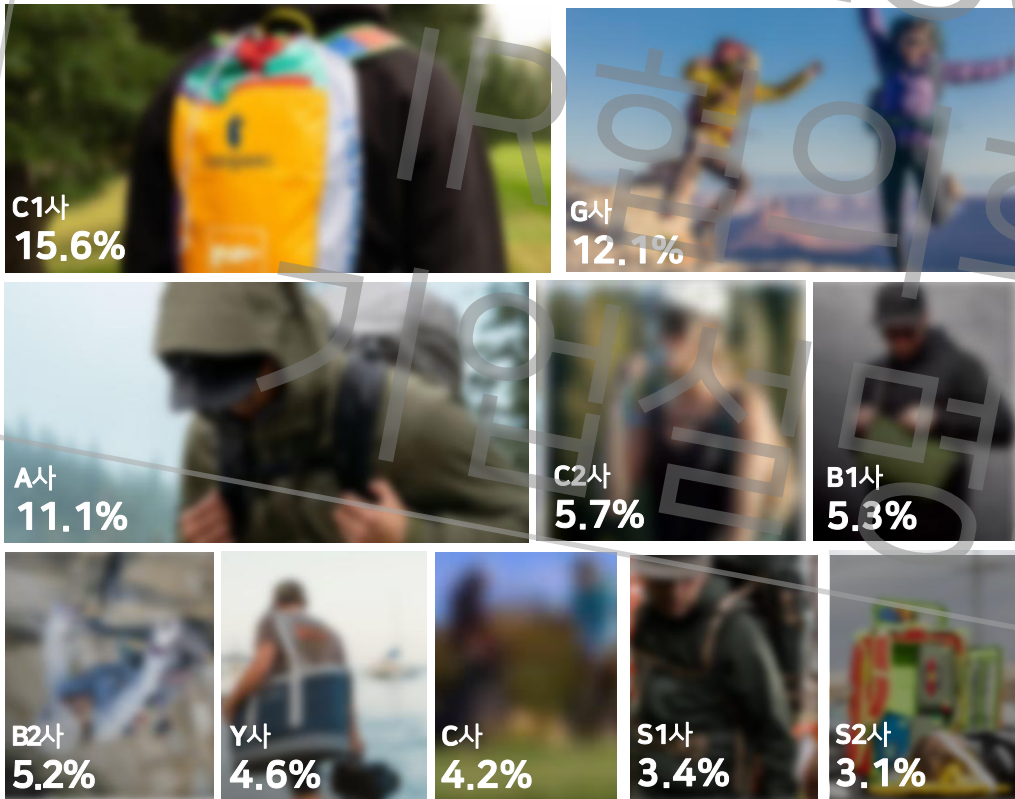 C1사
15.6%
G사
12.1%
A사
11.1%
C2사
5.7%
B1사
5.3%
B2사
5.2%
Y사
4.6%
C사
4.2%
S1사
3.4%
S2사
3.1%
IR협의회
기업설명